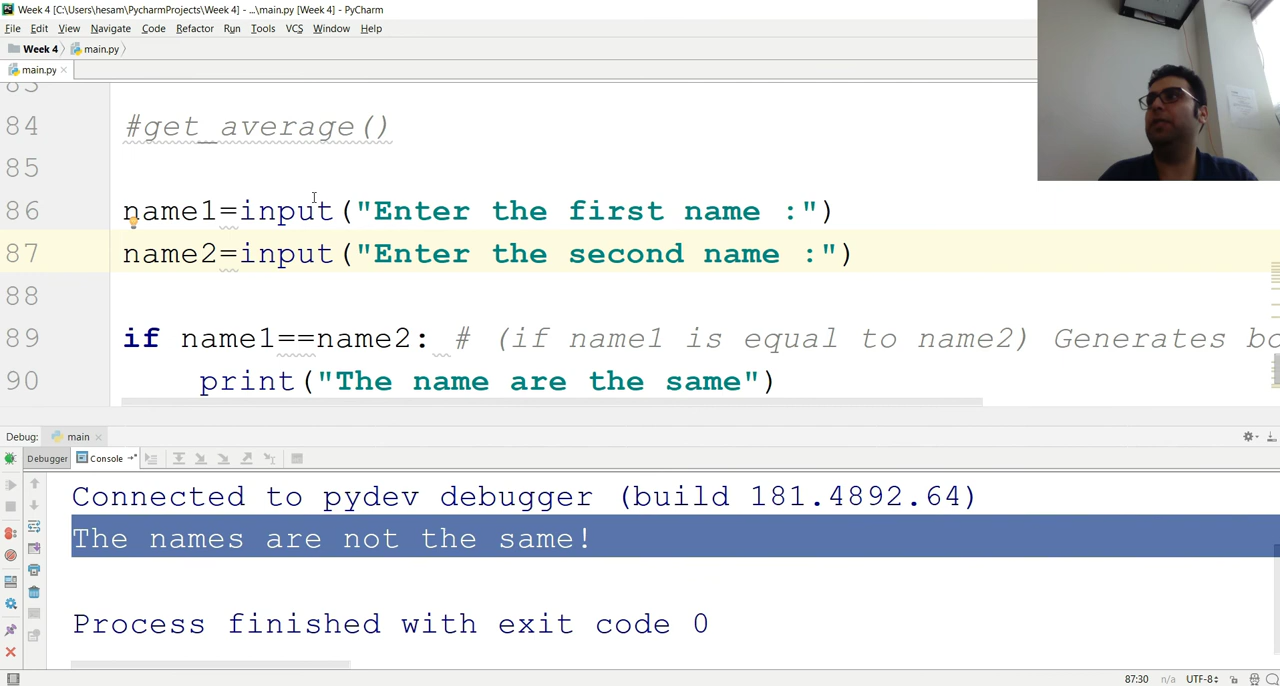 Week 4 [C:\Users\hesam\PycharmProjects\Week 4] - ...\main.py [Week 4] - PyCharm
File Edit View Navigate Code Refactor Run Tools VCS Window Help
Week 4 main.py
main.py
83
84 #get_average()
85
86 name1=input("Enter the first name :")
87 name2=input("Enter the second name :")
88
89 if name1==name2: # (if name1 is equal to name2) Generates bo
90 print("The name are the same")
Debug: main
Debugger Console
Connected to pydev debugger (build 181.4892.64)
The names are not the same!
Process finished with exit code 0
87:30 n/a UTF-8